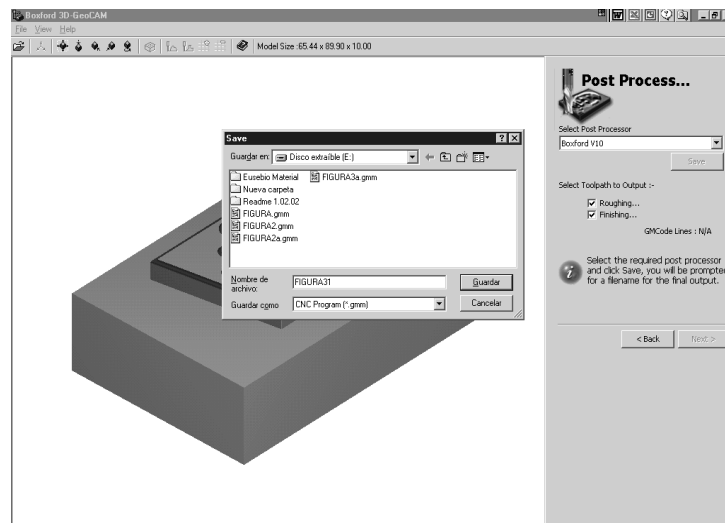 Boxford 3D-GeoCAM
File View Help
Model Size :65.44 x 89.90 x 10.00
Save
Guardar en: Disco extraíble (E:)
Eusebio Material
Nueva carpeta
Readme 1.02.02
FIGURA.gmm
FIGURA2.gmm
FIGURA2a.gmm
FIGURA3a.gmm
Nombre de archivo: FIGURA31
Guardar
Guardar como CNC Program (*.gmm)
Cancelar
Post Process...
Select Post Processor
Boxford V10
Save
Select Toolpath to Output :-
Roughing...
Finishing...
GMCode Lines : N/A
Select the required post processor
and click Save, you will be prompte
for a filename for the final output.
< Back
Next >